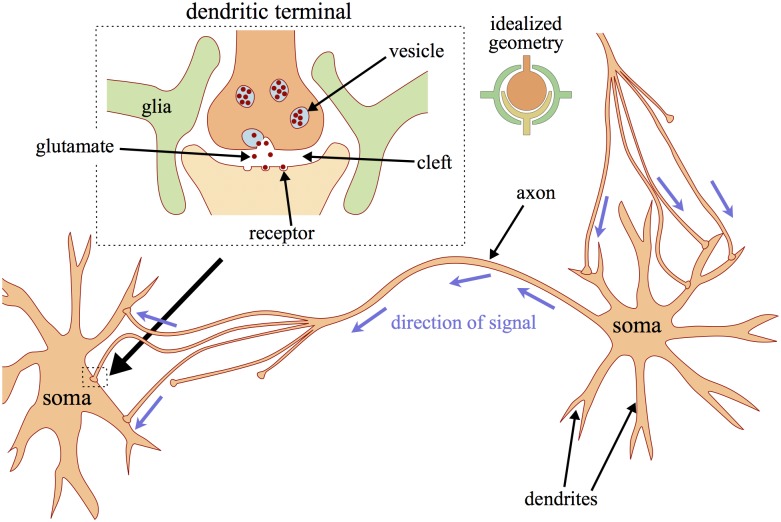 dendritic terminal
idealized
geometry
vesicle
glia
glutamate
cleft
receptor
axon
direction of signal
soma
soma
dendrites